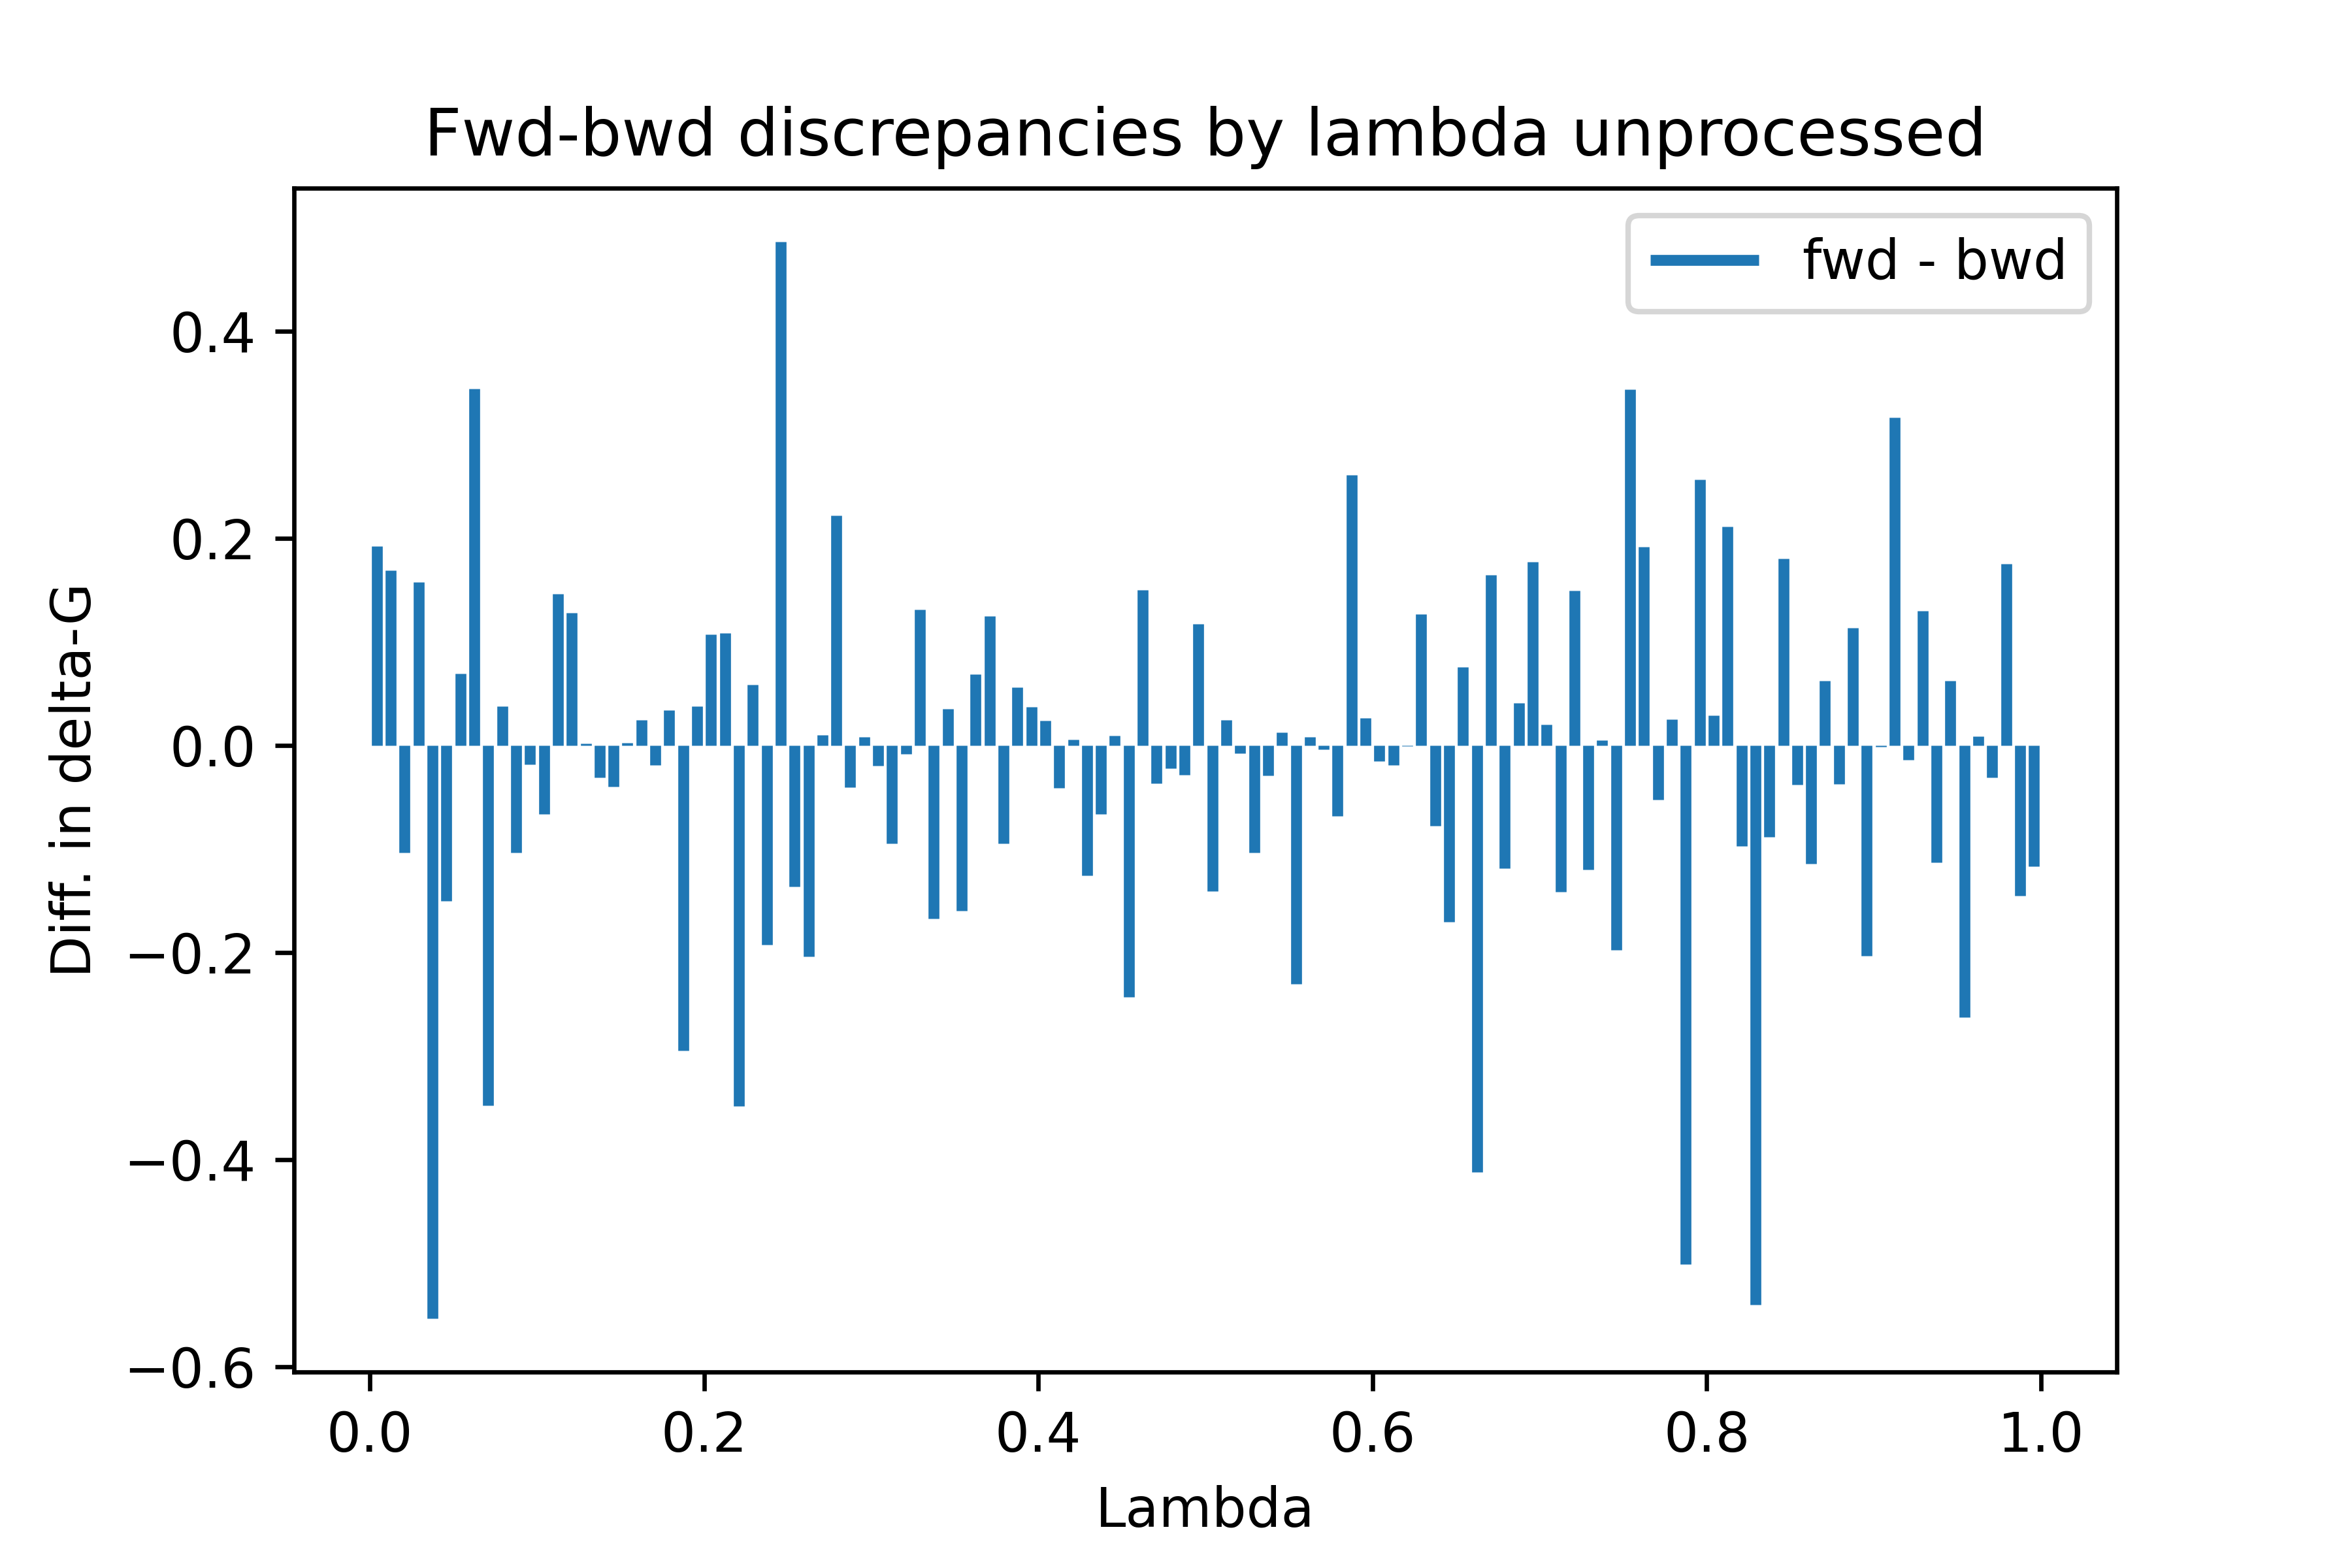 Fwd-bwd discrepancies by lambda unprocessed
fwd - bwd
0.4
0.2
0.0
−0.2
−0.4
−0.6
Diff. in delta-G
0.0 0.2 0.4 0.6 0.8 1.0
Lambda